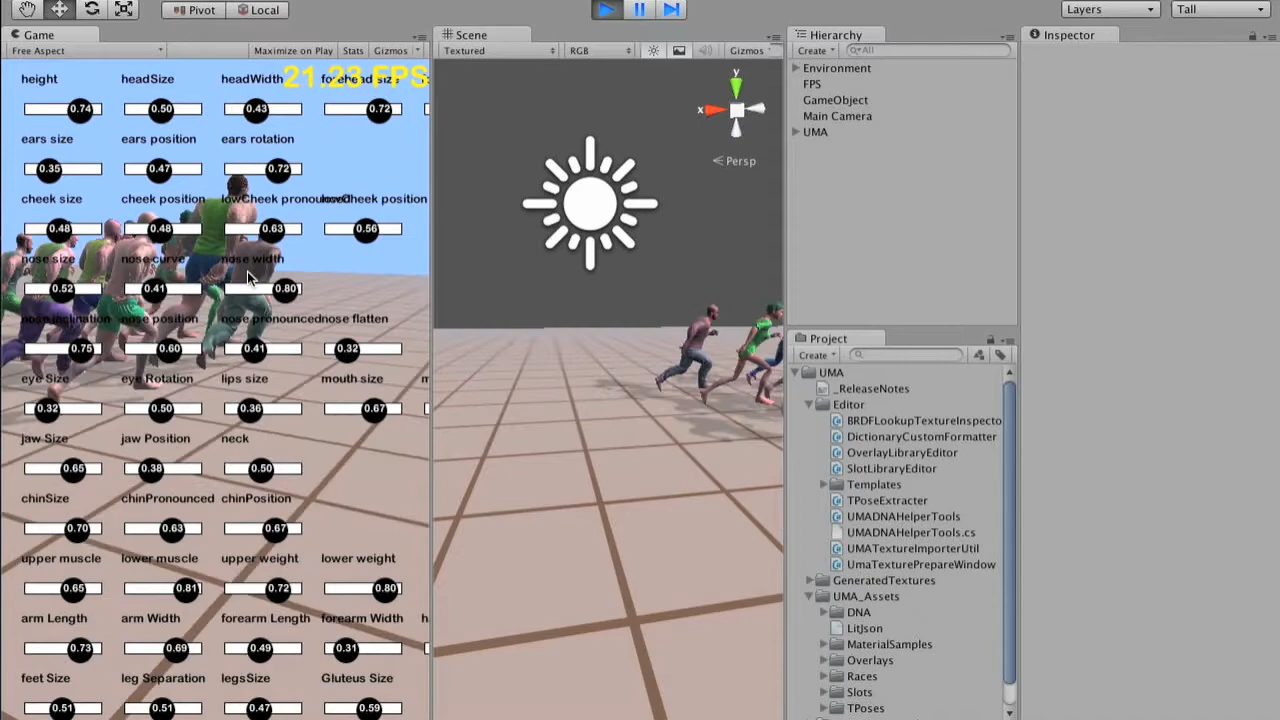 Pivot Local Layers Tall
Game Scene Hierarchy Inspector
Free Aspect Maximize on Play Stats Gizmos Textured RGB Gizmos Create All
21.23 FPS
height headSize headWidth forehead size
0.74 0.50 0.43 0.72
ears size ears position ears rotation
0.35 0.47 0.72
cheek size cheek position lowCheek pronounced lowCheek position
0.48 0.48 0.63 0.56
nose size nose curve nose width
0.52 0.41 0.80
nose inclination nose position nose pronounced nose flatten
0.75 0.60 0.41 0.32
eye Size eye Rotation lips size mouth size
0.32 0.50 0.36 0.67
jaw Size jaw Position neck
0.65 0.38 0.50
chinSize chinPronounced chinPosition
0.70 0.63 0.67
upper muscle lower muscle upper weight lower weight
0.65 0.81 0.72 0.80
arm Length arm Width forearm Length forearm Width
0.73 0.69 0.49 0.31
feet Size leg Separation legsSize Gluteus Size
0.51 0.51 0.47 0.59
y
x
Persp
Environment
FPS
GameObject
Main Camera
UMA
Project
Create
UMA
_ReleaseNotes
Editor
BRDFLookupTextureInspecto
DictionaryCustomFormatter
OverlayLibraryEditor
SlotLibraryEditor
Templates
TPoseExtracter
UMADNAHelperTools
UMADNAHelperTools.cs
UMATextureImporterUtil
UmaTexturePrepareWindow
GeneratedTextures
UMA_Assets
DNA
LitJson
MaterialSamples
Overlays
Races
Slots
TPoses